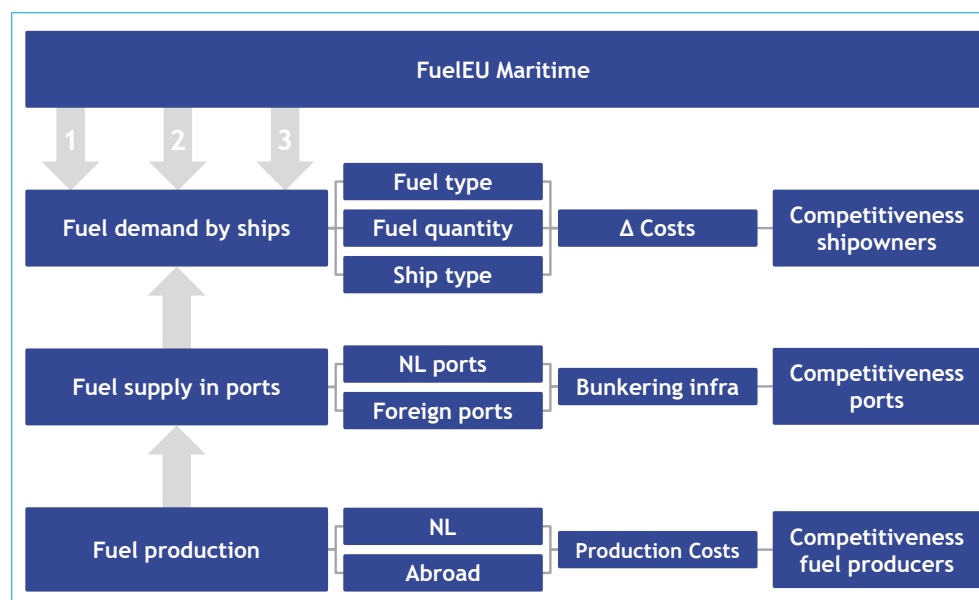 FuelEU Maritime
1 2 3
Fuel demand by ships
Fuel type
Fuel quantity
Ship type
Δ Costs
Competitiveness
shipowners
Fuel supply in ports
NL ports
Foreign ports
Bunkering infra
Competitiveness
ports
Fuel production
NL
Abroad
Production Costs
Competitiveness
fuel producers